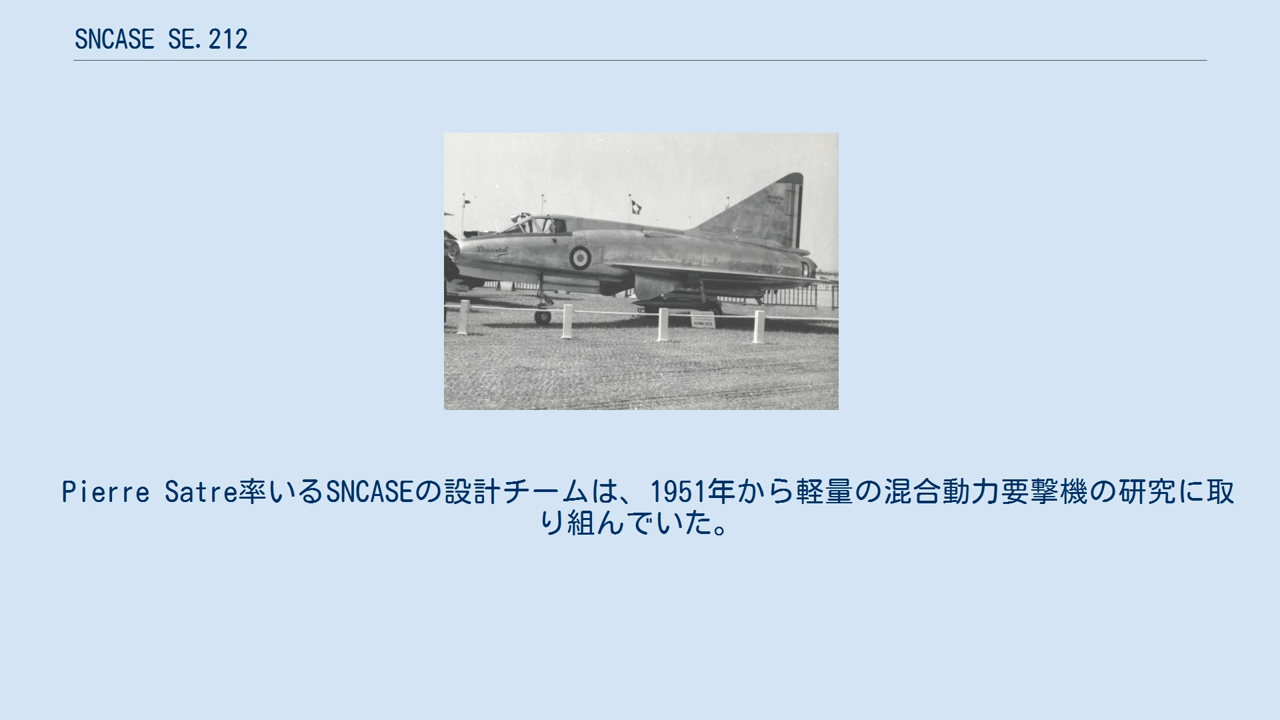 SNCASE SE.212
Durandal
Pierre Satre率いるSNCASEの設計チームは、1951年から軽量の混合動力要撃機の研究に取
り組んでいた。